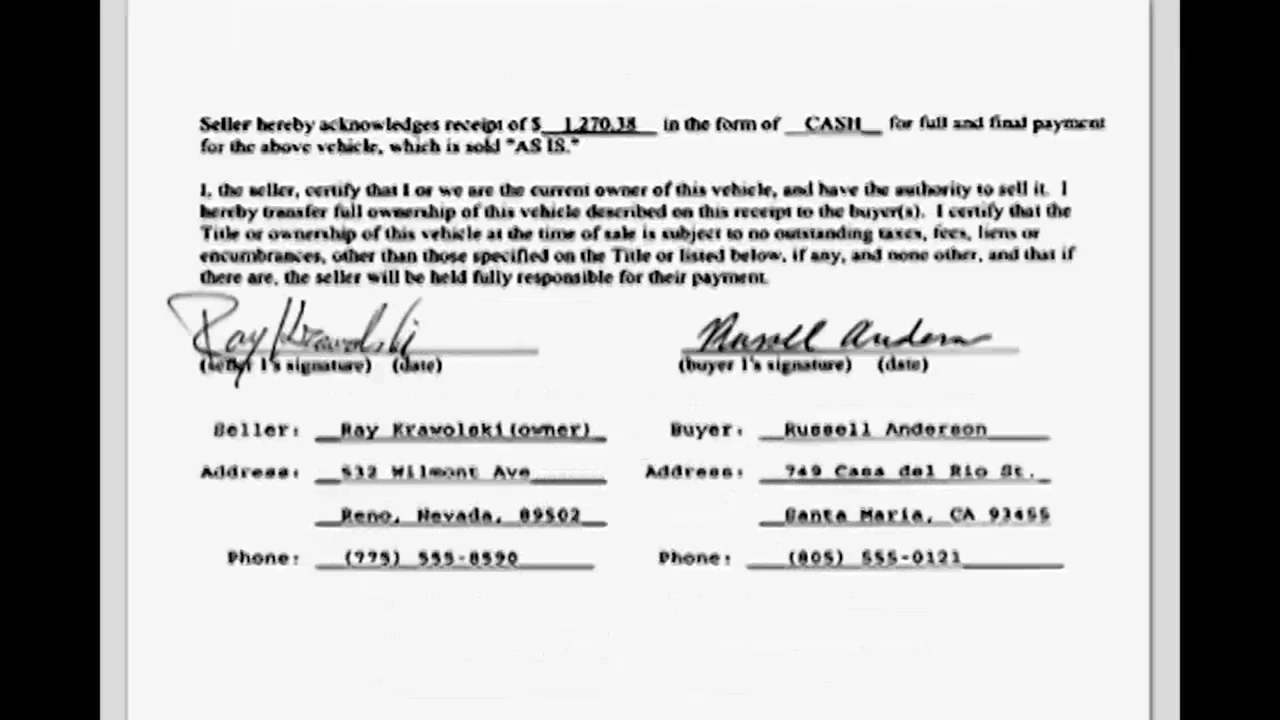 Seller hereby acknowledges receipt of $ 1,270.38 in the form of CASH for full and final payment
for the above vehicle, which is sold "AS IS."
I, the seller, certify that I or we are the current owner of this vehicle, and have the authority to sell it. I
hereby transfer full ownership of this vehicle described on this receipt to the buyer(s). I certify that the
Title or ownership of this vehicle at the time of sale is subject to no outstanding taxes, fees, liens or
encumbrances, other than those specified on the Title or listed below, if any, and none other, and that if
there are, the seller will be held fully responsible for their payment.
Ray Krawolski Russell Anderson
(seller 1's signature) (date) (buyer 1's signature) (date)
Seller: Ray Krawolski(owner) Buyer: Russell Anderson
Address: 532 Wilmont Ave Address: 749 Casa del Rio St.
Reno, Nevada, 89502 Santa Maria, CA 93455
Phone: (775) 555-8590 Phone: (805) 555-0121